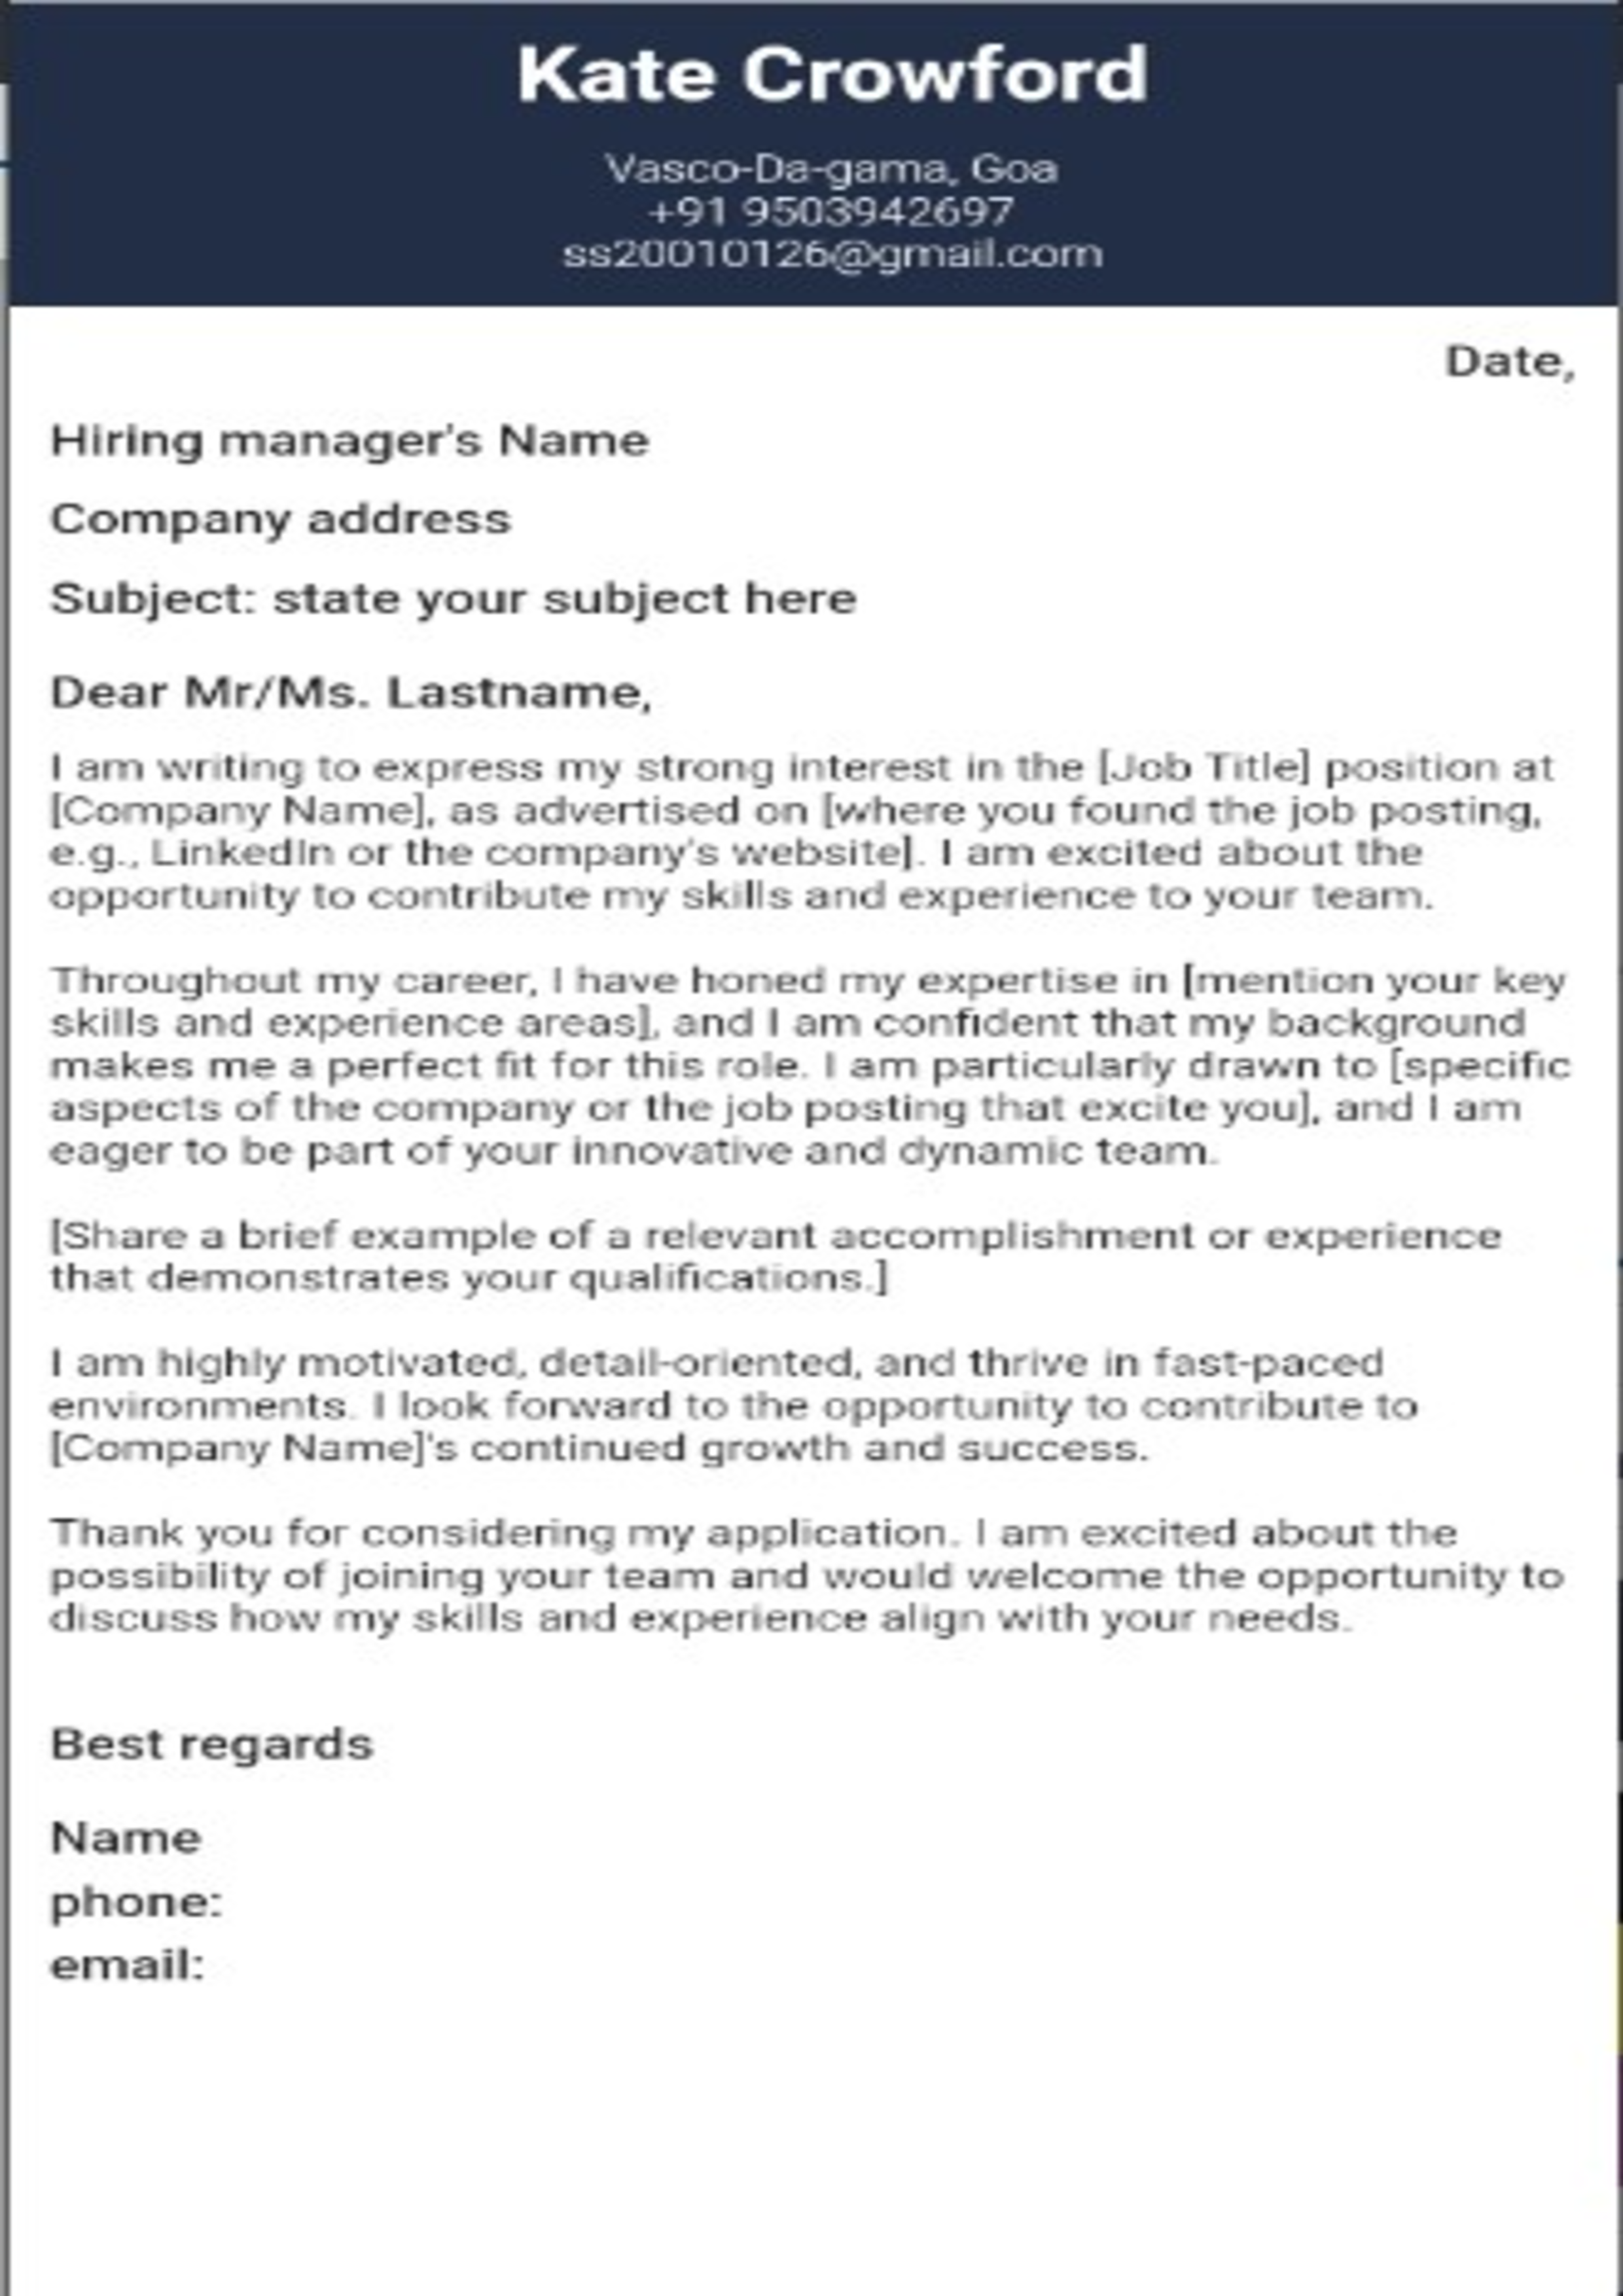 Kate Crowford
Vasco-Da-gama, Goa
+91 9503942697
ss20010126@gmail.com
Date,
Hiring manager's Name
Company address
Subject: state your subject here
Dear Mr/Ms. Lastname,
I am writing to express my strong interest in the [Job Title] position at
[Company Name], as advertised on [where you found the job posting,
e.g., LinkedIn or the company's website]. I am excited about the
opportunity to contribute my skills and experience to your team.
Throughout my career, I have honed my expertise in [mention your key
skills and experience areas], and I am confident that my background
makes me a perfect fit for this role. I am particularly drawn to [specific
aspects of the company or the job posting that excite you], and I am
eager to be part of your innovative and dynamic team.
[Share a brief example of a relevant accomplishment or experience
that demonstrates your qualifications.]
I am highly motivated, detail-oriented, and thrive in fast-paced
environments. I look forward to the opportunity to contribute to
[Company Name]'s continued growth and success.
Thank you for considering my application. I am excited about the
possibility of joining your team and would welcome the opportunity to
discuss how my skills and experience align with your needs.
Best regards
Name
phone:
email: